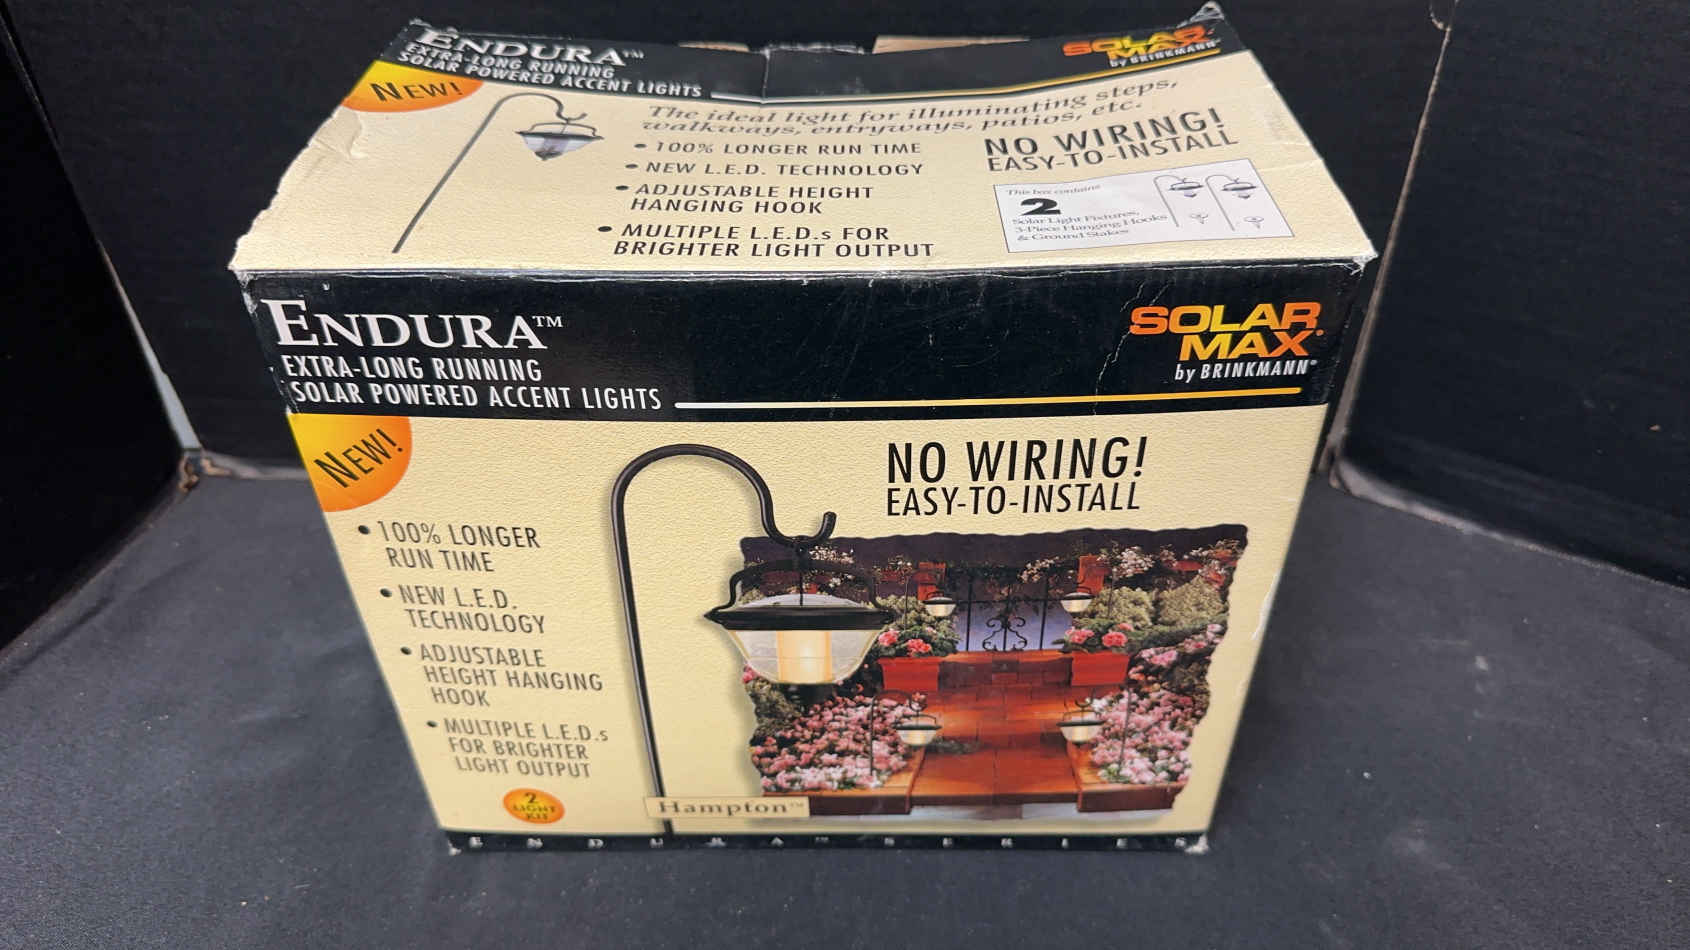 ENDURA™
EXTRA-LONG RUNNING
SOLAR POWERED ACCENT LIGHTS
SOLAR
MAX
by BRINKMANN®
NEW!
The ideal light for illuminating steps,
walkways, entryways, patios, etc.
• 100% LONGER RUN TIME
• NEW L.E.D. TECHNOLOGY
• ADJUSTABLE HEIGHT
HANGING HOOK
• MULTIPLE L.E.D.s FOR
BRIGHTER LIGHT OUTPUT
NO WIRING!
EASY-TO-INSTALL
This box contains
2
Solar Light Fixtures,
3-Piece Hanging Hooks
& Ground Stakes
ENDURA™
EXTRA-LONG RUNNING
SOLAR POWERED ACCENT LIGHTS
SOLAR
MAX®
by BRINKMANN®
NEW!
NO WIRING!
EASY-TO-INSTALL
• 100% LONGER
RUN TIME
• NEW L.E.D.
TECHNOLOGY
• ADJUSTABLE
HEIGHT HANGING
HOOK
• MULTIPLE L.E.D.s
FOR BRIGHTER
LIGHT OUTPUT
2
LIGHT
KIT
Hampton™
ENDURA™ SERIES